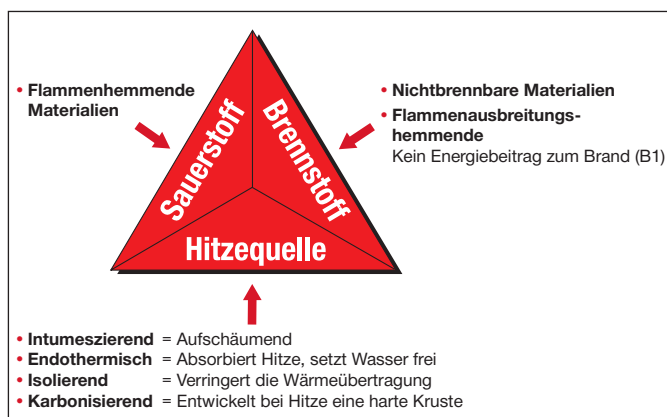 • Flammenhemmende
Materialien
• Nichtbrennbare Materialien
• Flammenausbreitungs-
hemmende
Kein Energiebeitrag zum Brand (B1)
Sauerstoff
Brennstoff
Hitzequelle
• Intumeszierend = Aufschäumend
• Endothermisch = Absorbiert Hitze, setzt Wasser frei
• Isolierend = Verringert die Wärmeübertragung
• Karbonisierend = Entwickelt bei Hitze eine harte Kruste